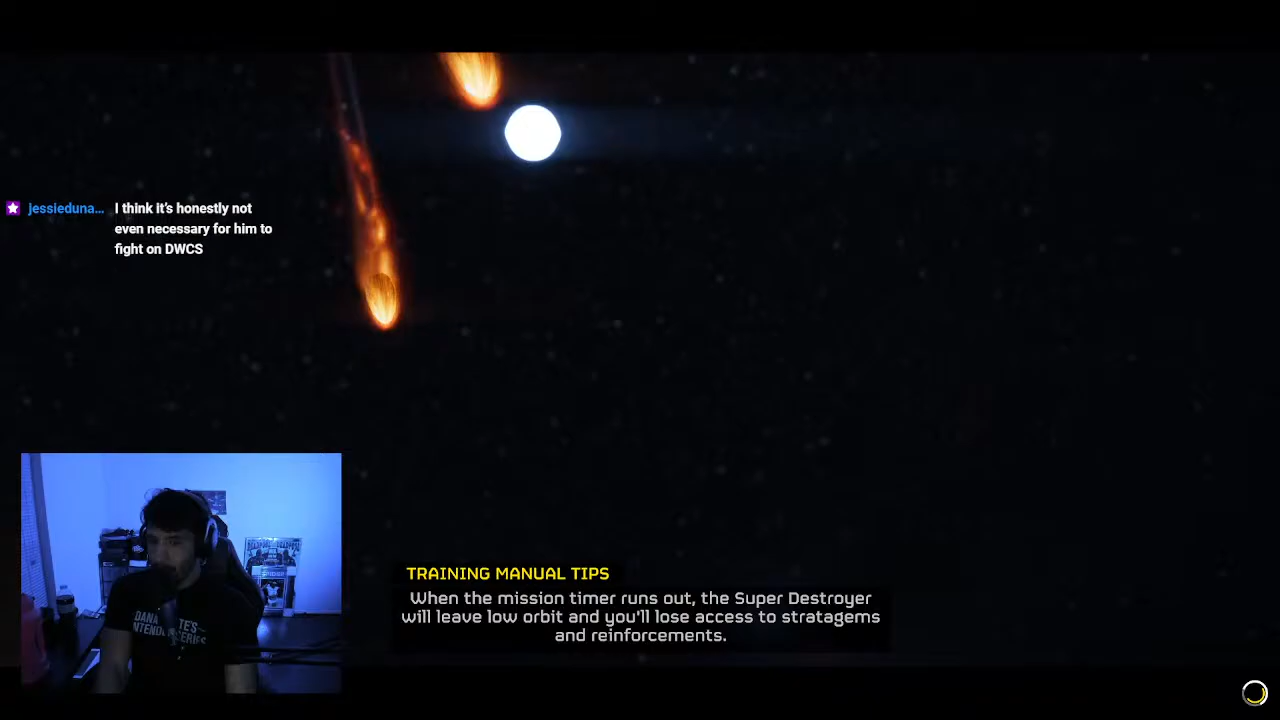 jessieduna... I think it's honestly not
even necessary for him to
fight on DWCS
TRAINING MANUAL TIPS
When the mission timer runs out, the Super Destroyer
will leave low orbit and you'll lose access to stratagems
and reinforcements.
DANA
SERIES